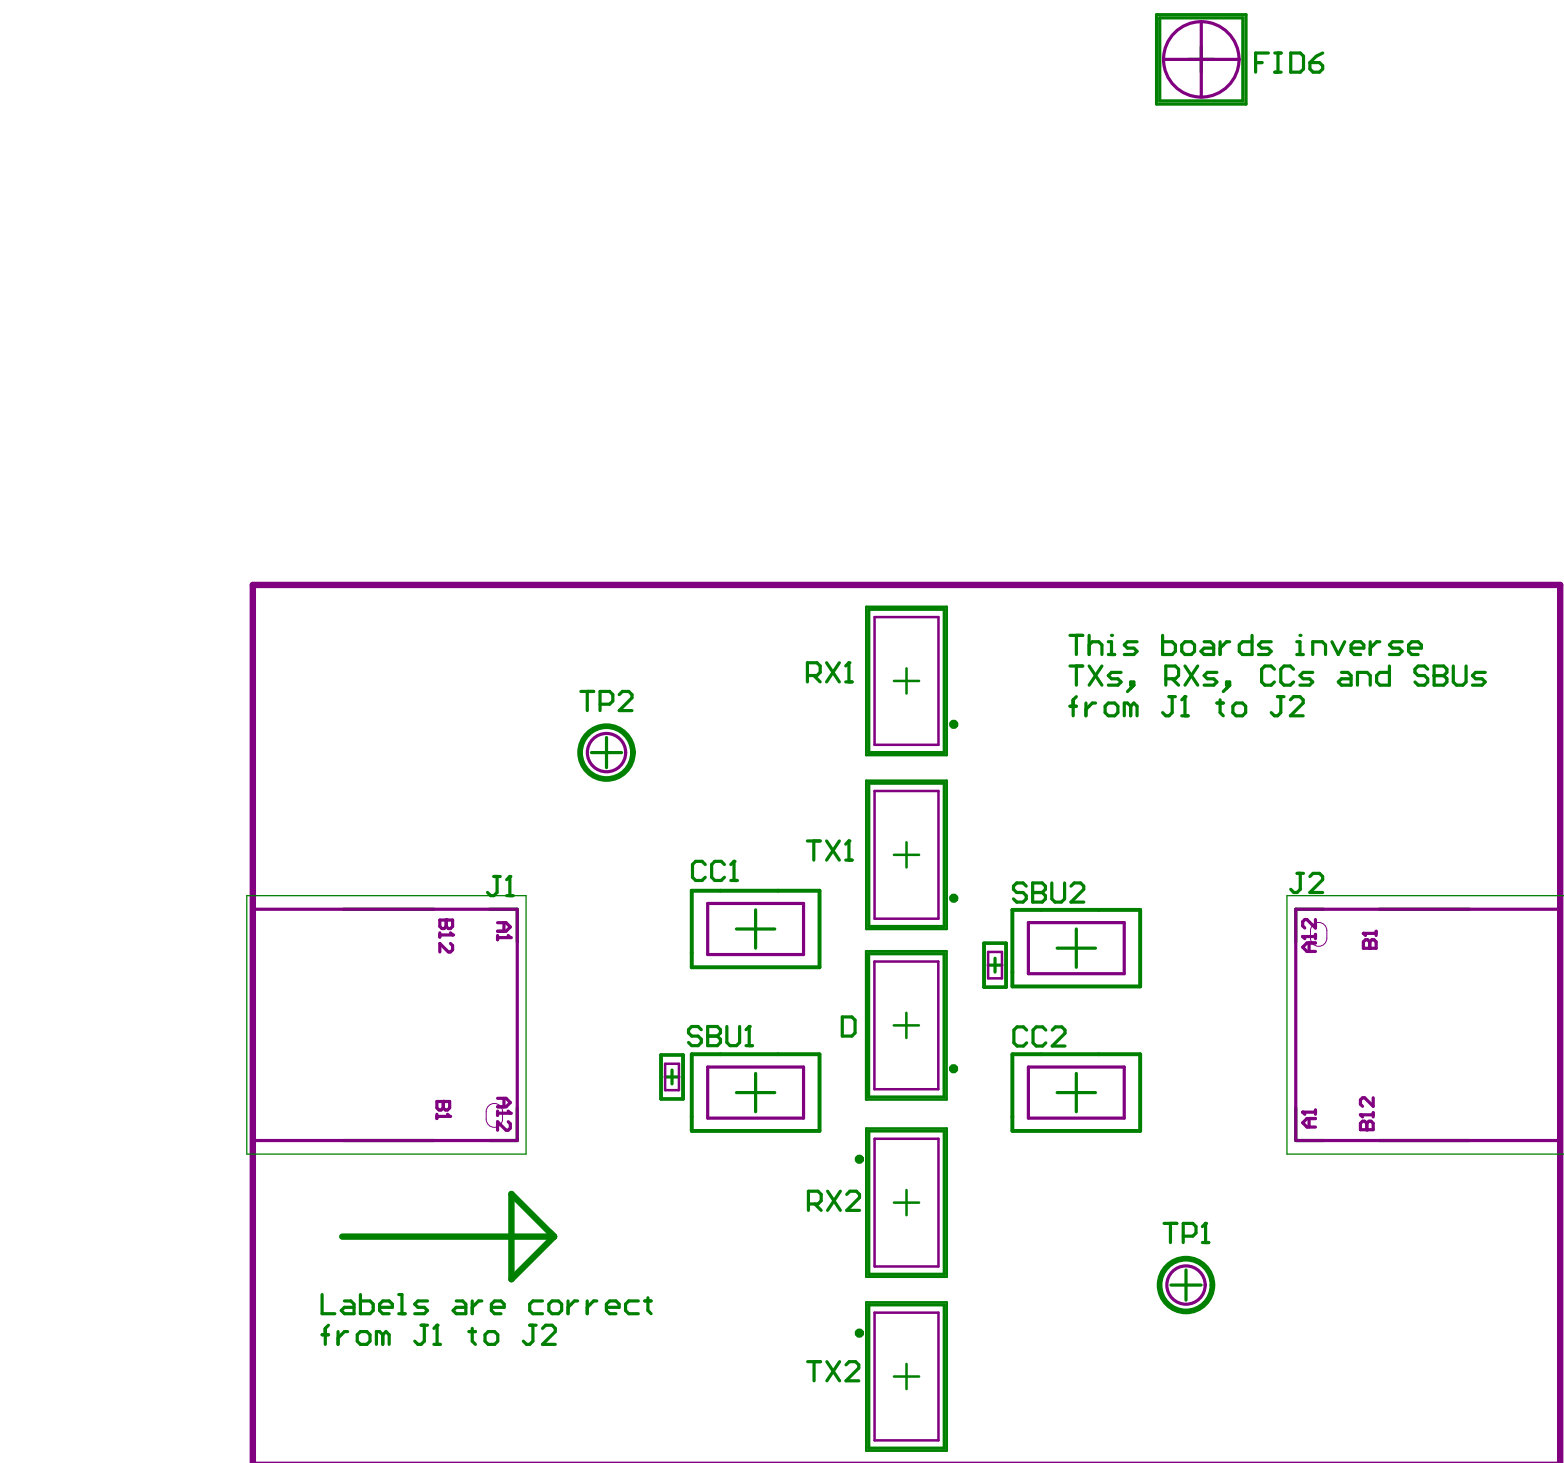 FID6
This boards inverse
TXs, RXs, CCs and SBUs
from J1 to J2
RX1
TP2
TX1
CC1
J1
SBU2
J2
B12
A1
A12
B1
D
SBU1
CC2
B1
A12
A1
B12
RX2
TP1
Labels are correct
from J1 to J2
TX2